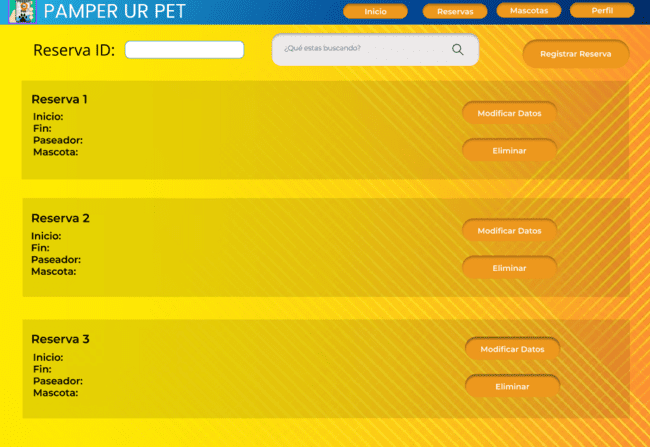 PAMPER UR PET
Inicio
Reservas
Mascotas
Perfil
Reserva ID:
¿Qué estas buscando?
Registrar Reserva
Reserva 1
Inicio:
Fin:
Paseador:
Mascota:
Modificar Datos
Eliminar
Reserva 2
Inicio:
Fin:
Paseador:
Mascota:
Modificar Datos
Eliminar
Reserva 3
Inicio:
Fin:
Paseador:
Mascota:
Modificar Datos
Eliminar